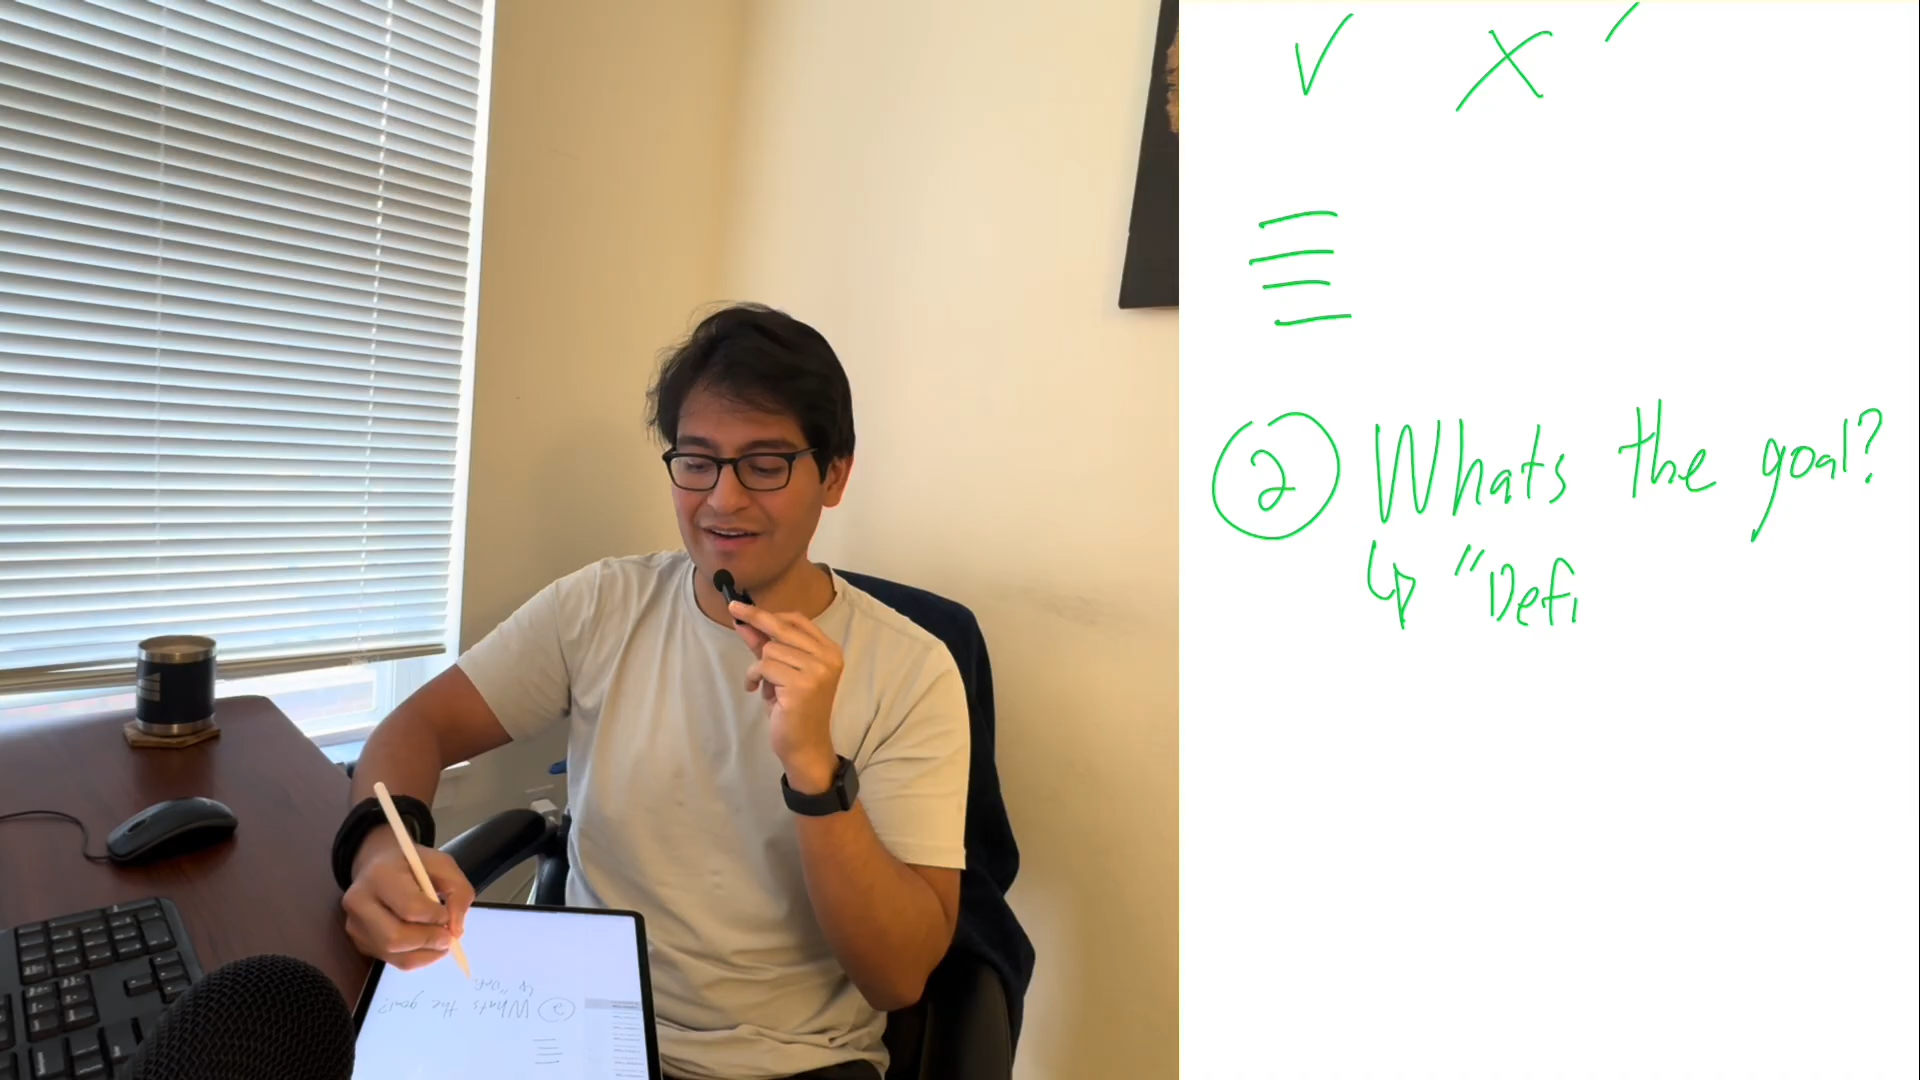 ② Whats the goal?
↳ "Defi